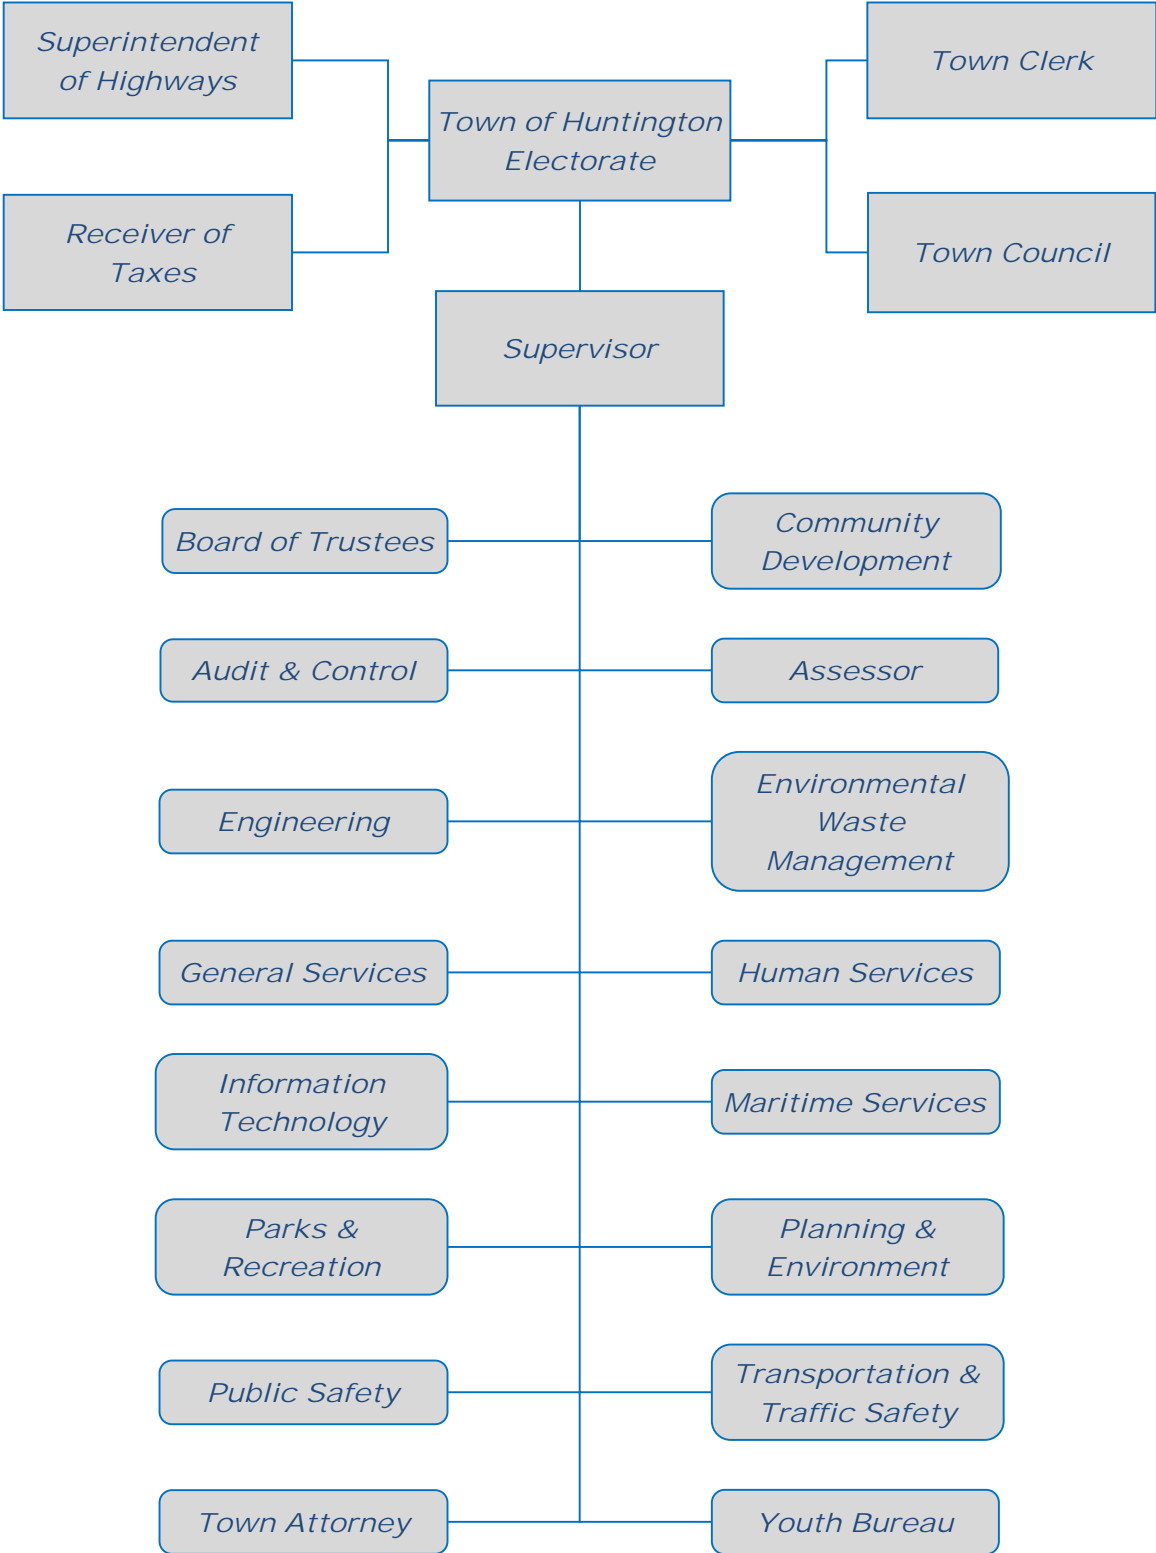 Superintendent
of Highways
Town Clerk
Town of Huntington
Electorate
Receiver of
Taxes
Town Council
Supervisor
Board of Trustees
Community
Development
Audit & Control
Assessor
Engineering
Environmental
Waste
Management
General Services
Human Services
Information
Technology
Maritime Services
Parks &
Recreation
Planning &
Environment
Public Safety
Transportation &
Traffic Safety
Town Attorney
Youth Bureau